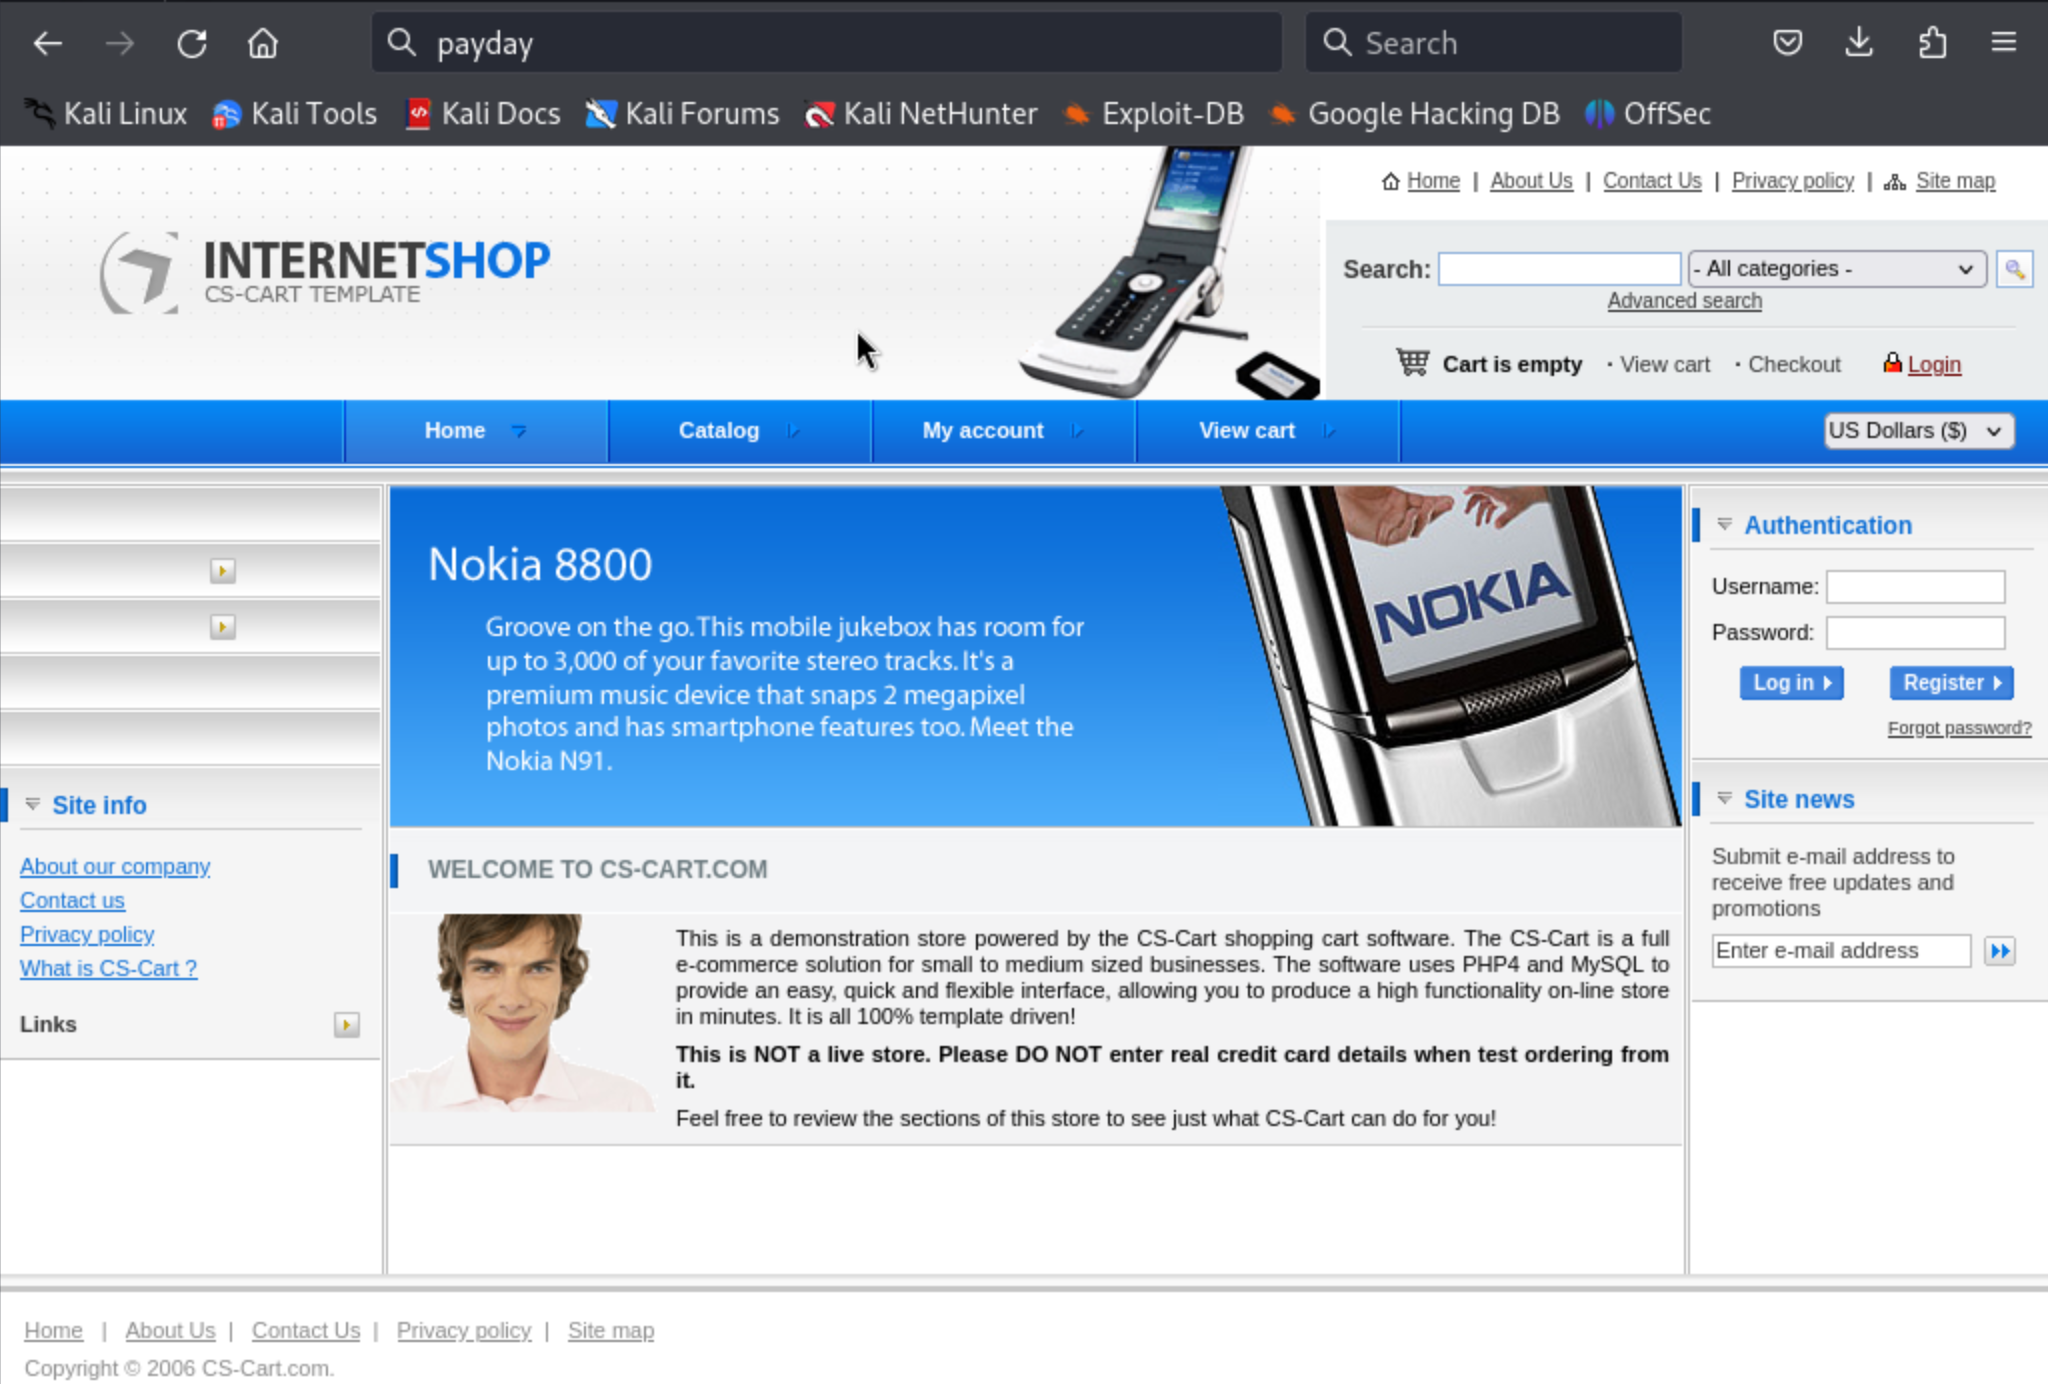 payday
Search
Kali Linux
Kali Tools
Kali Docs
Kali Forums
Kali NetHunter
Exploit-DB
Google Hacking DB
OffSec
Home | About Us | Contact Us | Privacy policy | Site map
INTERNETSHOP
CS-CART TEMPLATE
Search:
- All categories -
Advanced search
Cart is empty · View cart · Checkout
Login
Home
Catalog
My account
View cart
US Dollars ($)
Site info
About our company
Contact us
Privacy policy
What is CS-Cart ?
Links
Nokia 8800
Groove on the go.This mobile jukebox has room for
up to 3,000 of your favorite stereo tracks. It's a
premium music device that snaps 2 megapixel
photos and has smartphone features too. Meet the
Nokia N91.
NOKIA
WELCOME TO CS-CART.COM
This is a demonstration store powered by the CS-Cart shopping cart software. The CS-Cart is a full
e-commerce solution for small to medium sized businesses. The software uses PHP4 and MySQL to
provide an easy, quick and flexible interface, allowing you to produce a high functionality on-line store
in minutes. It is all 100% template driven!
This is NOT a live store. Please DO NOT enter real credit card details when test ordering from
it.
Feel free to review the sections of this store to see just what CS-Cart can do for you!
Authentication
Username:
Password:
Log in
Register
Forgot password?
Site news
Submit e-mail address to
receive free updates and
promotions
Enter e-mail address
Home | About Us | Contact Us | Privacy policy | Site map
Copyright © 2006 CS-Cart.com.